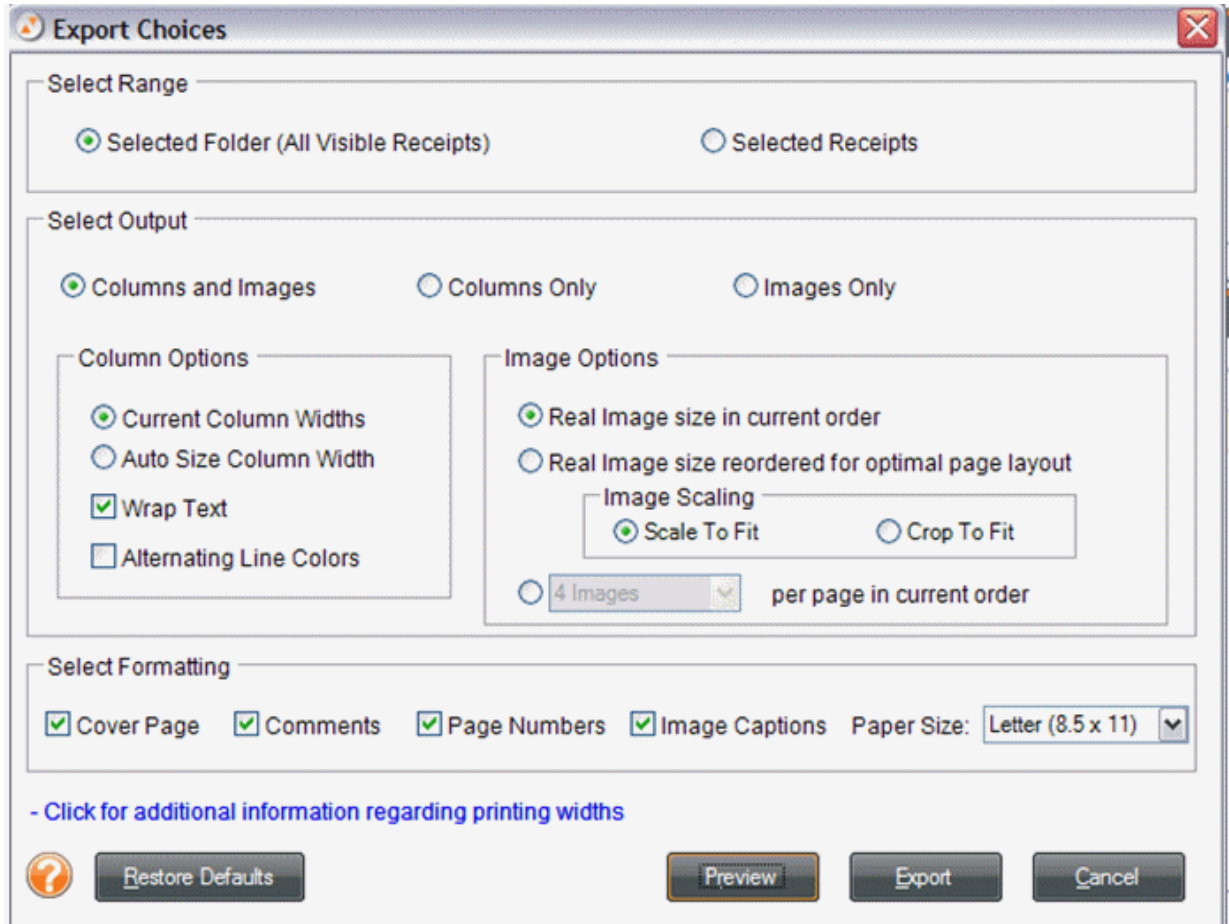 Export Choices
Select Range
Selected Folder (All Visible Receipts) Selected Receipts
Select Output
Columns and Images Columns Only Images Only
Column Options
Current Column Widths
Auto Size Column Width
Wrap Text
Alternating Line Colors
Image Options
Real Image size in current order
Real Image size reordered for optimal page layout
Image Scaling
Scale To Fit Crop To Fit
4 Images per page in current order
Select Formatting
Cover Page Comments Page Numbers Image Captions Paper Size: Letter (8.5 x 11)
- Click for additional information regarding printing widths
? Restore Defaults Preview Export Cancel